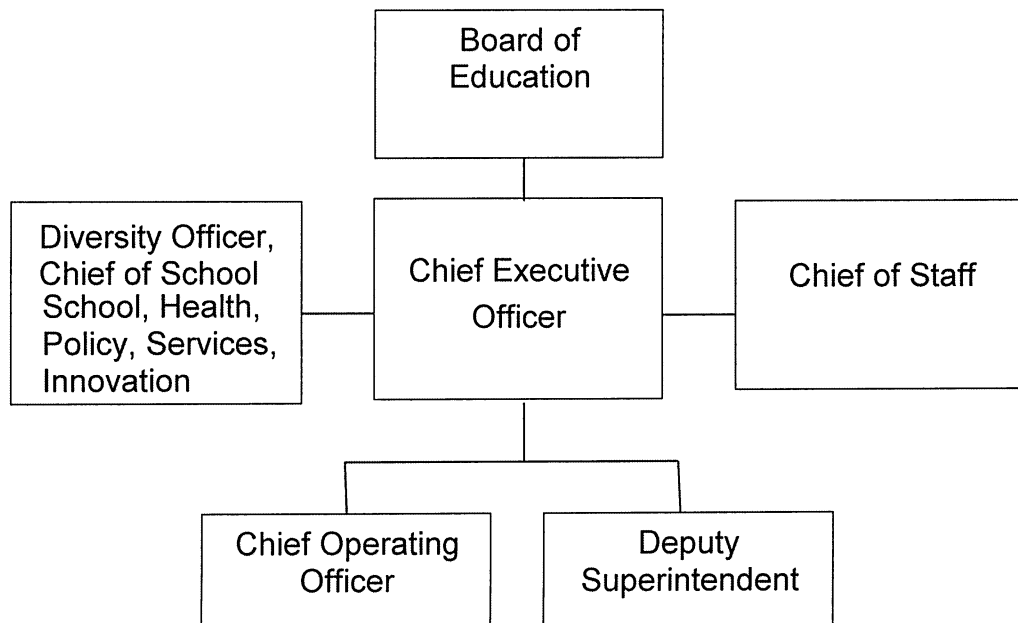 Board of
Education
Diversity Officer,
Chief of School
School, Health,
Policy, Services,
Innovation
Chief Executive
Officer
Chief of Staff
Chief Operating
Officer
Deputy
Superintendent